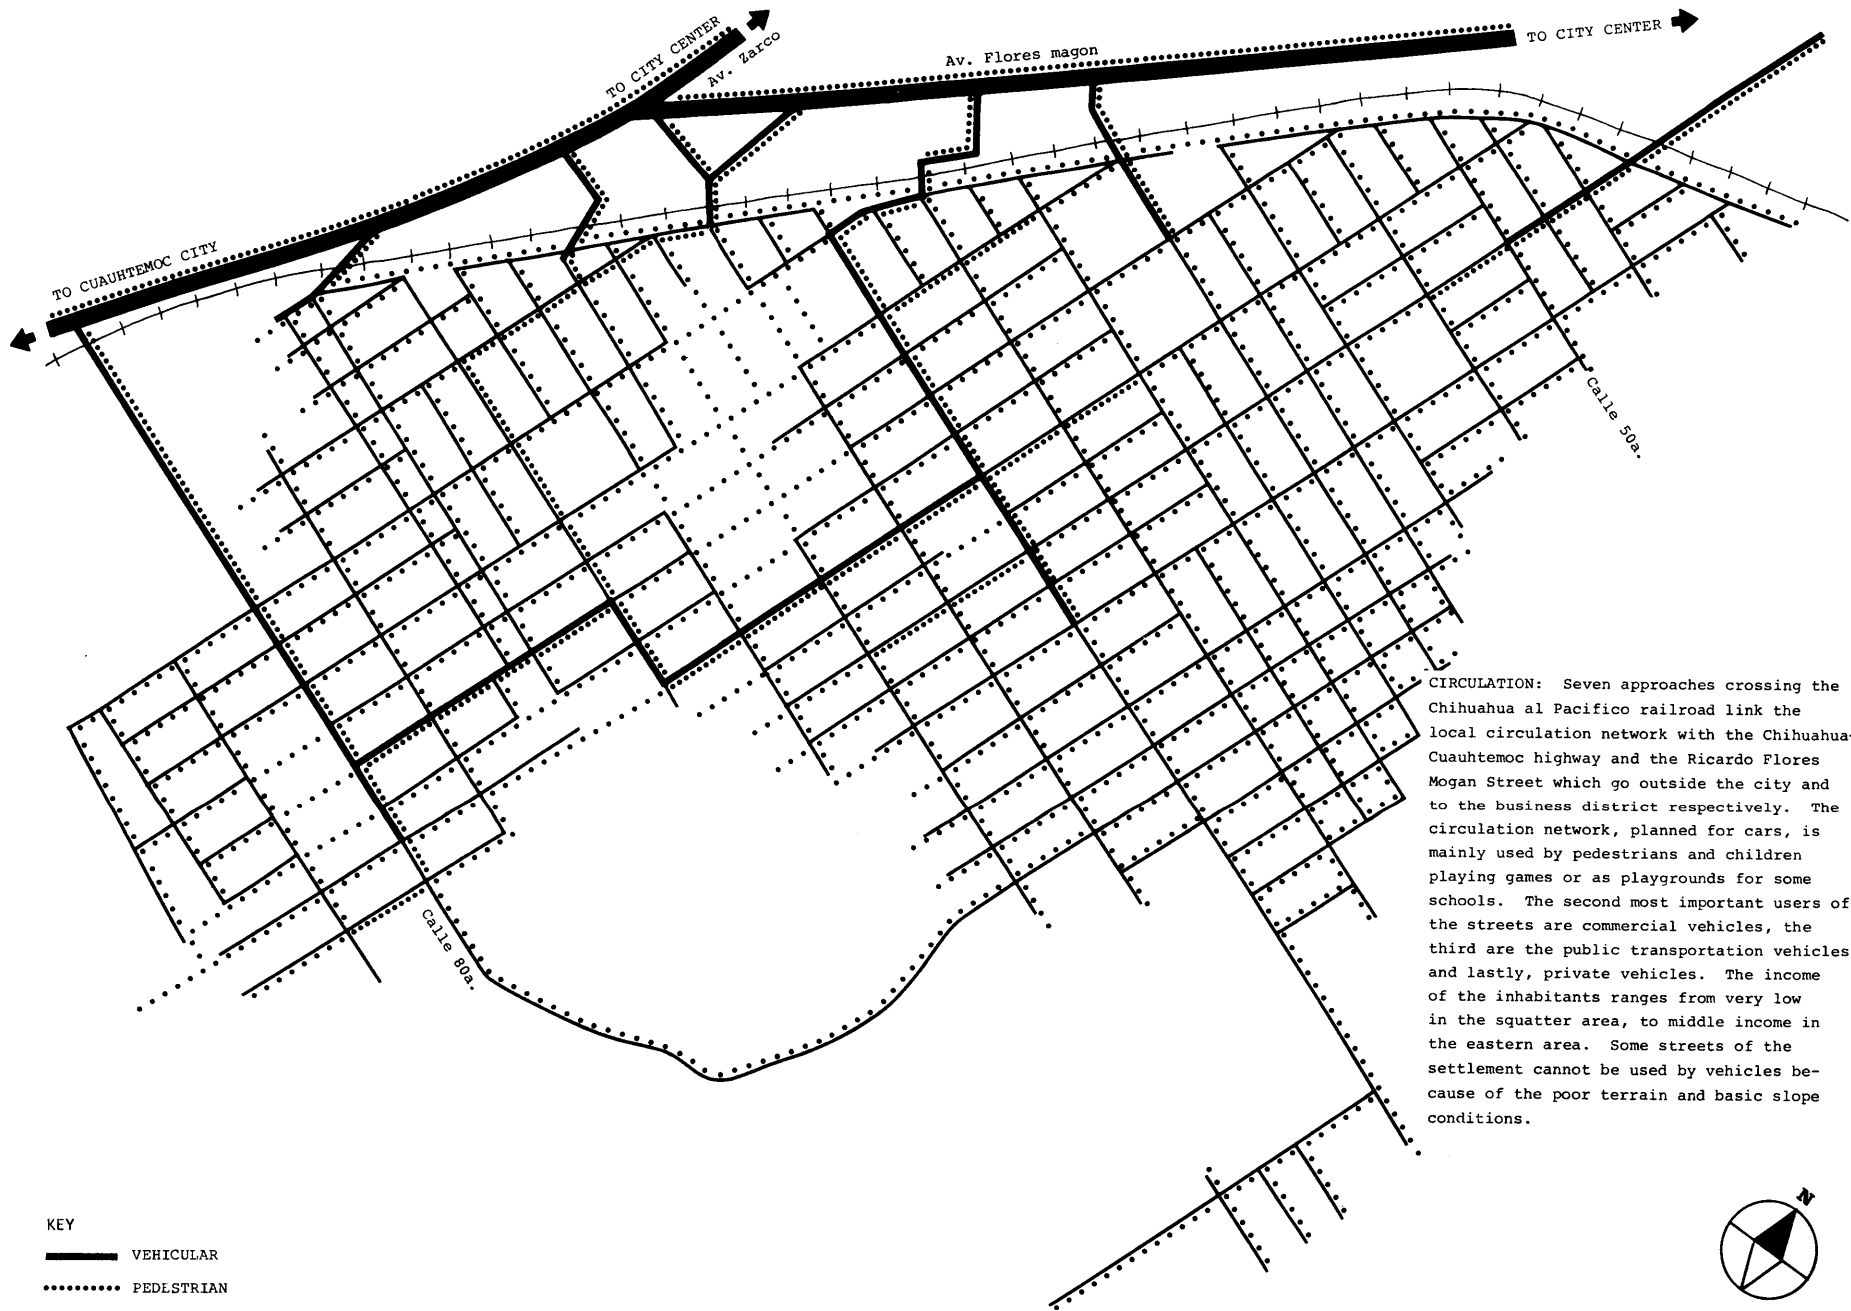 TO CITY CENTER
Av. Zarco
Av. Flores magon
TO CITY CENTER
TO CUAUHTEMOC CITY
Calle 50a.
Calle 80a.
CIRCULATION: Seven approaches crossing the
Chihuahua al Pacifico railroad link the
local circulation network with the Chihuahua-
Cuauhtemoc highway and the Ricardo Flores
Mogan Street which go outside the city and
to the business district respectively. The
circulation network, planned for cars, is
mainly used by pedestrians and children
playing games or as playgrounds for some
schools. The second most important users of
the streets are commercial vehicles, the
third are the public transportation vehicles
and lastly, private vehicles. The income
of the inhabitants ranges from very low
in the squatter area, to middle income in
the eastern area. Some streets of the
settlement cannot be used by vehicles be-
cause of the poor terrain and basic slope
conditions.
N
KEY
VEHICULAR
PEDESTRIAN